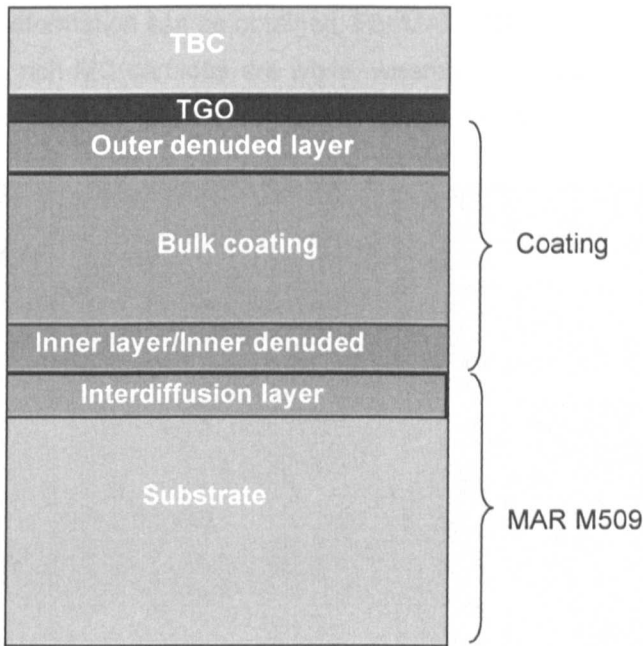 TBC
TGO
Outer denuded layer
Bulk coating
Coating
Inner layer/Inner denuded
Interdiffusion layer
Substrate
MAR M509